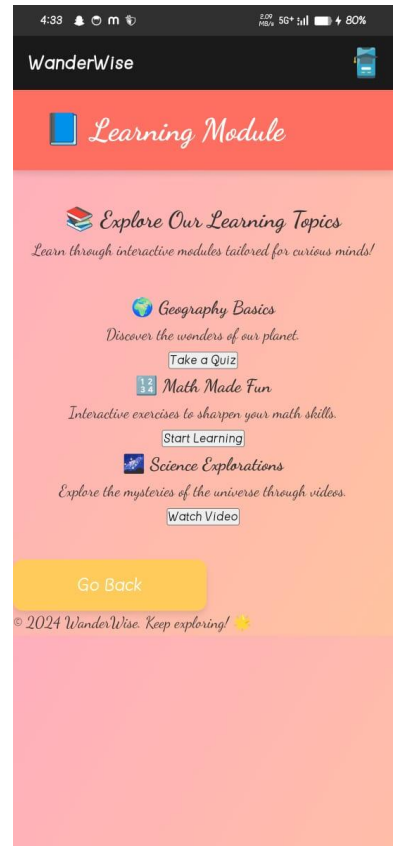 4:33 m 2.09 MB/s 5G+ 80%
WanderWise
📘 Learning Module
📚 Explore Our Learning Topics
Learn through interactive modules tailored for curious minds!
🌍 Geography Basics
Discover the wonders of our planet.
Take a Quiz
🔢 Math Made Fun
Interactive exercises to sharpen your math skills.
Start Learning
🌌 Science Explorations
Explore the mysteries of the universe through videos.
Watch Video
Go Back
© 2024 WanderWise. Keep exploring! 🌟